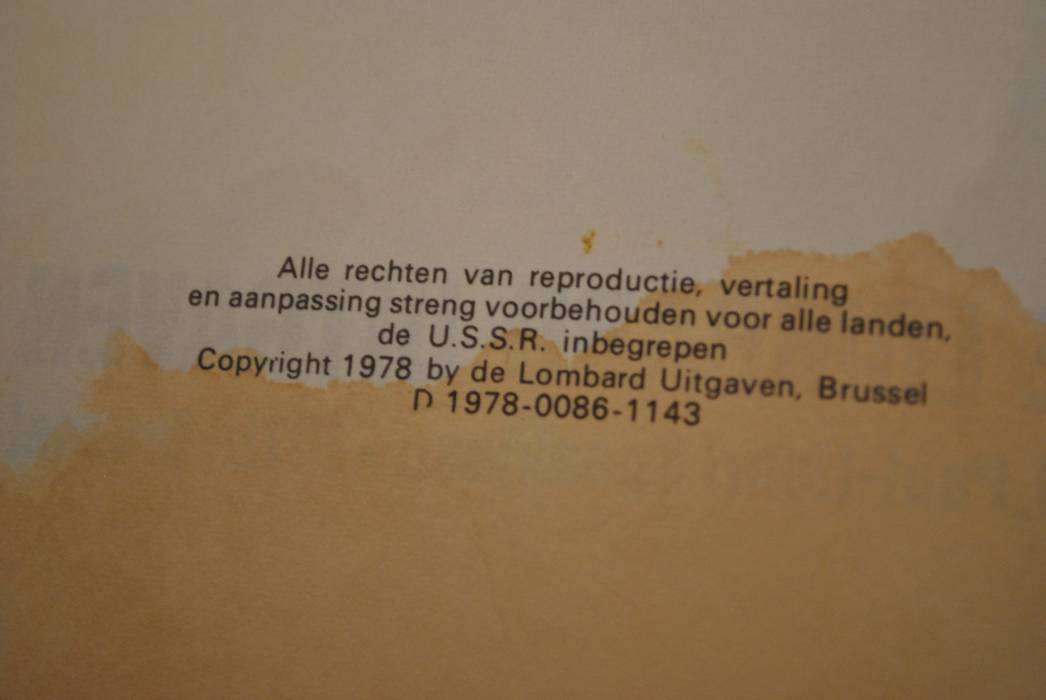 Alle rechten van reproductie, vertaling
en aanpassing streng voorbehouden voor alle landen,
de U.S.S.R. inbegrepen
Copyright 1978 by de Lombard Uitgaven, Brussel
D 1978-0086-1143